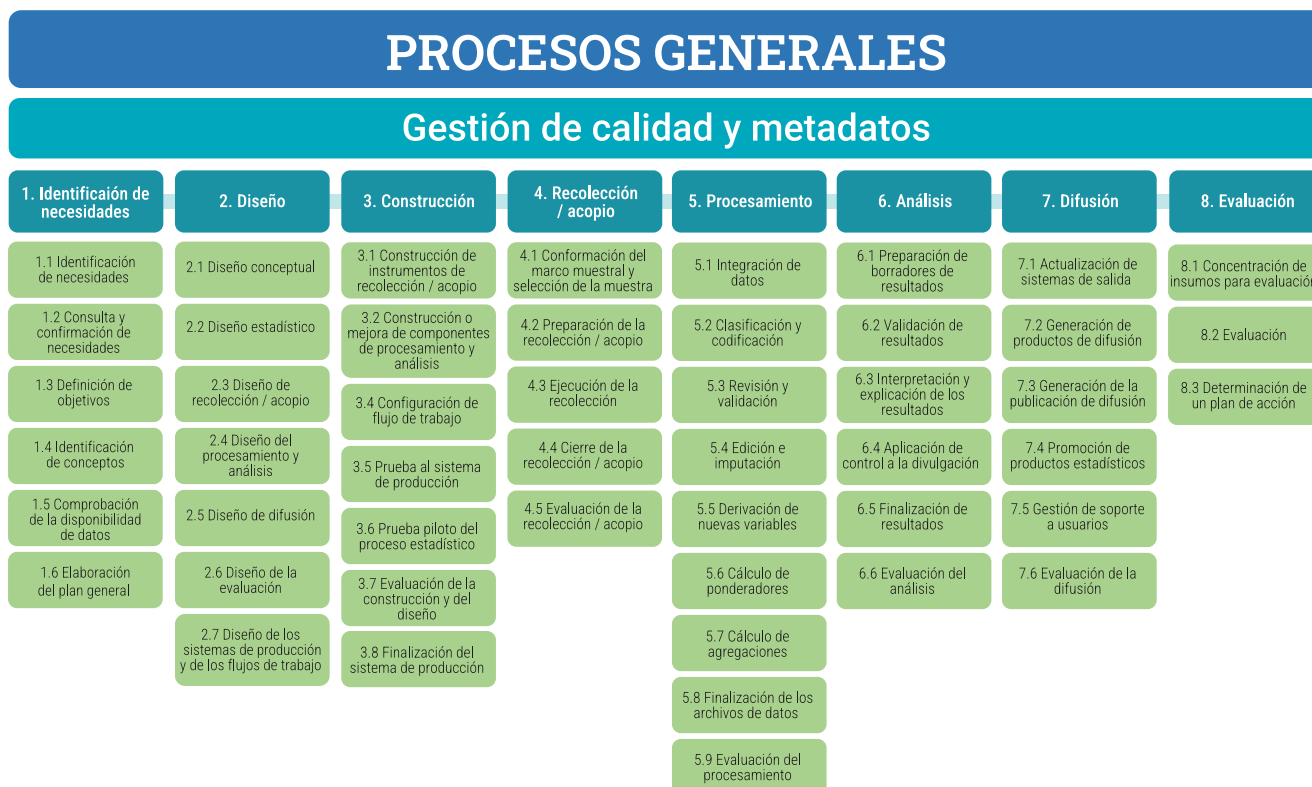 PROCESOS GENERALES
Gestión de calidad y metadatos
1. Identificaión de
necesidades
1.1 Identificación
de necesidades
1.2 Consulta y
confirmación de
necesidades
1.3 Definición de
objetivos
1.4 Identificación
de conceptos
1.5 Comprobación
de la disponibilidad
de datos
1.6 Elaboración
del plan general
2. Diseño
2.1 Diseño conceptual
2.2 Diseño estadístico
2.3 Diseño de
recolección / acopio
2.4 Diseño del
procesamiento y
análisis
2.5 Diseño de difusión
2.6 Diseño de la
evaluación
2.7 Diseño de los
sistemas de producción
y de los flujos de trabajo
3. Construcción
3.1 Construcción de
instrumentos de
recolección / acopio
3.2 Construcción o
mejora de componentes
de procesamiento y
análisis
3.4 Configuración de
flujo de trabajo
3.5 Prueba al sistema
de producción
3.6 Prueba piloto del
proceso estadístico
3.7 Evaluación de la
construcción y del
diseño
3.8 Finalización del
sistema de producción
4. Recolección
/ acopio
4.1 Conformación del
marco muestral y
selección de la muestra
4.2 Preparación de la
recolección / acopio
4.3 Ejecución de la
recolección
4.4 Cierre de la
recolección / acopio
4.5 Evaluación de la
recolección / acopio
5. Procesamiento
5.1 Integración de
datos
5.2 Clasificación y
codificación
5.3 Revisión y
validación
5.4 Edición e
imputación
5.5 Derivación de
nuevas variables
5.6 Cálculo de
ponderadores
5.7 Cálculo de
agregaciones
5.8 Finalización de los
archivos de datos
5.9 Evaluación del
procesamiento
6. Análisis
6.1 Preparación de
borradores de
resultados
6.2 Validación de
resultados
6.3 Interpretación y
explicación de los
resultados
6.4 Aplicación de
control a la divulgación
6.5 Finalización de
resultados
6.6 Evaluación del
análisis
7. Difusión
7.1 Actualización de
sistemas de salida
7.2 Generación de
productos de difusión
7.3 Generación de la
publicación de difusión
7.4 Promoción de
productos estadísticos
7.5 Gestión de soporte
a usuarios
7.6 Evaluación de la
difusión
8. Evaluación
8.1 Concentración de
insumos para evaluación
8.2 Evaluación
8.3 Determinación de
un plan de acción